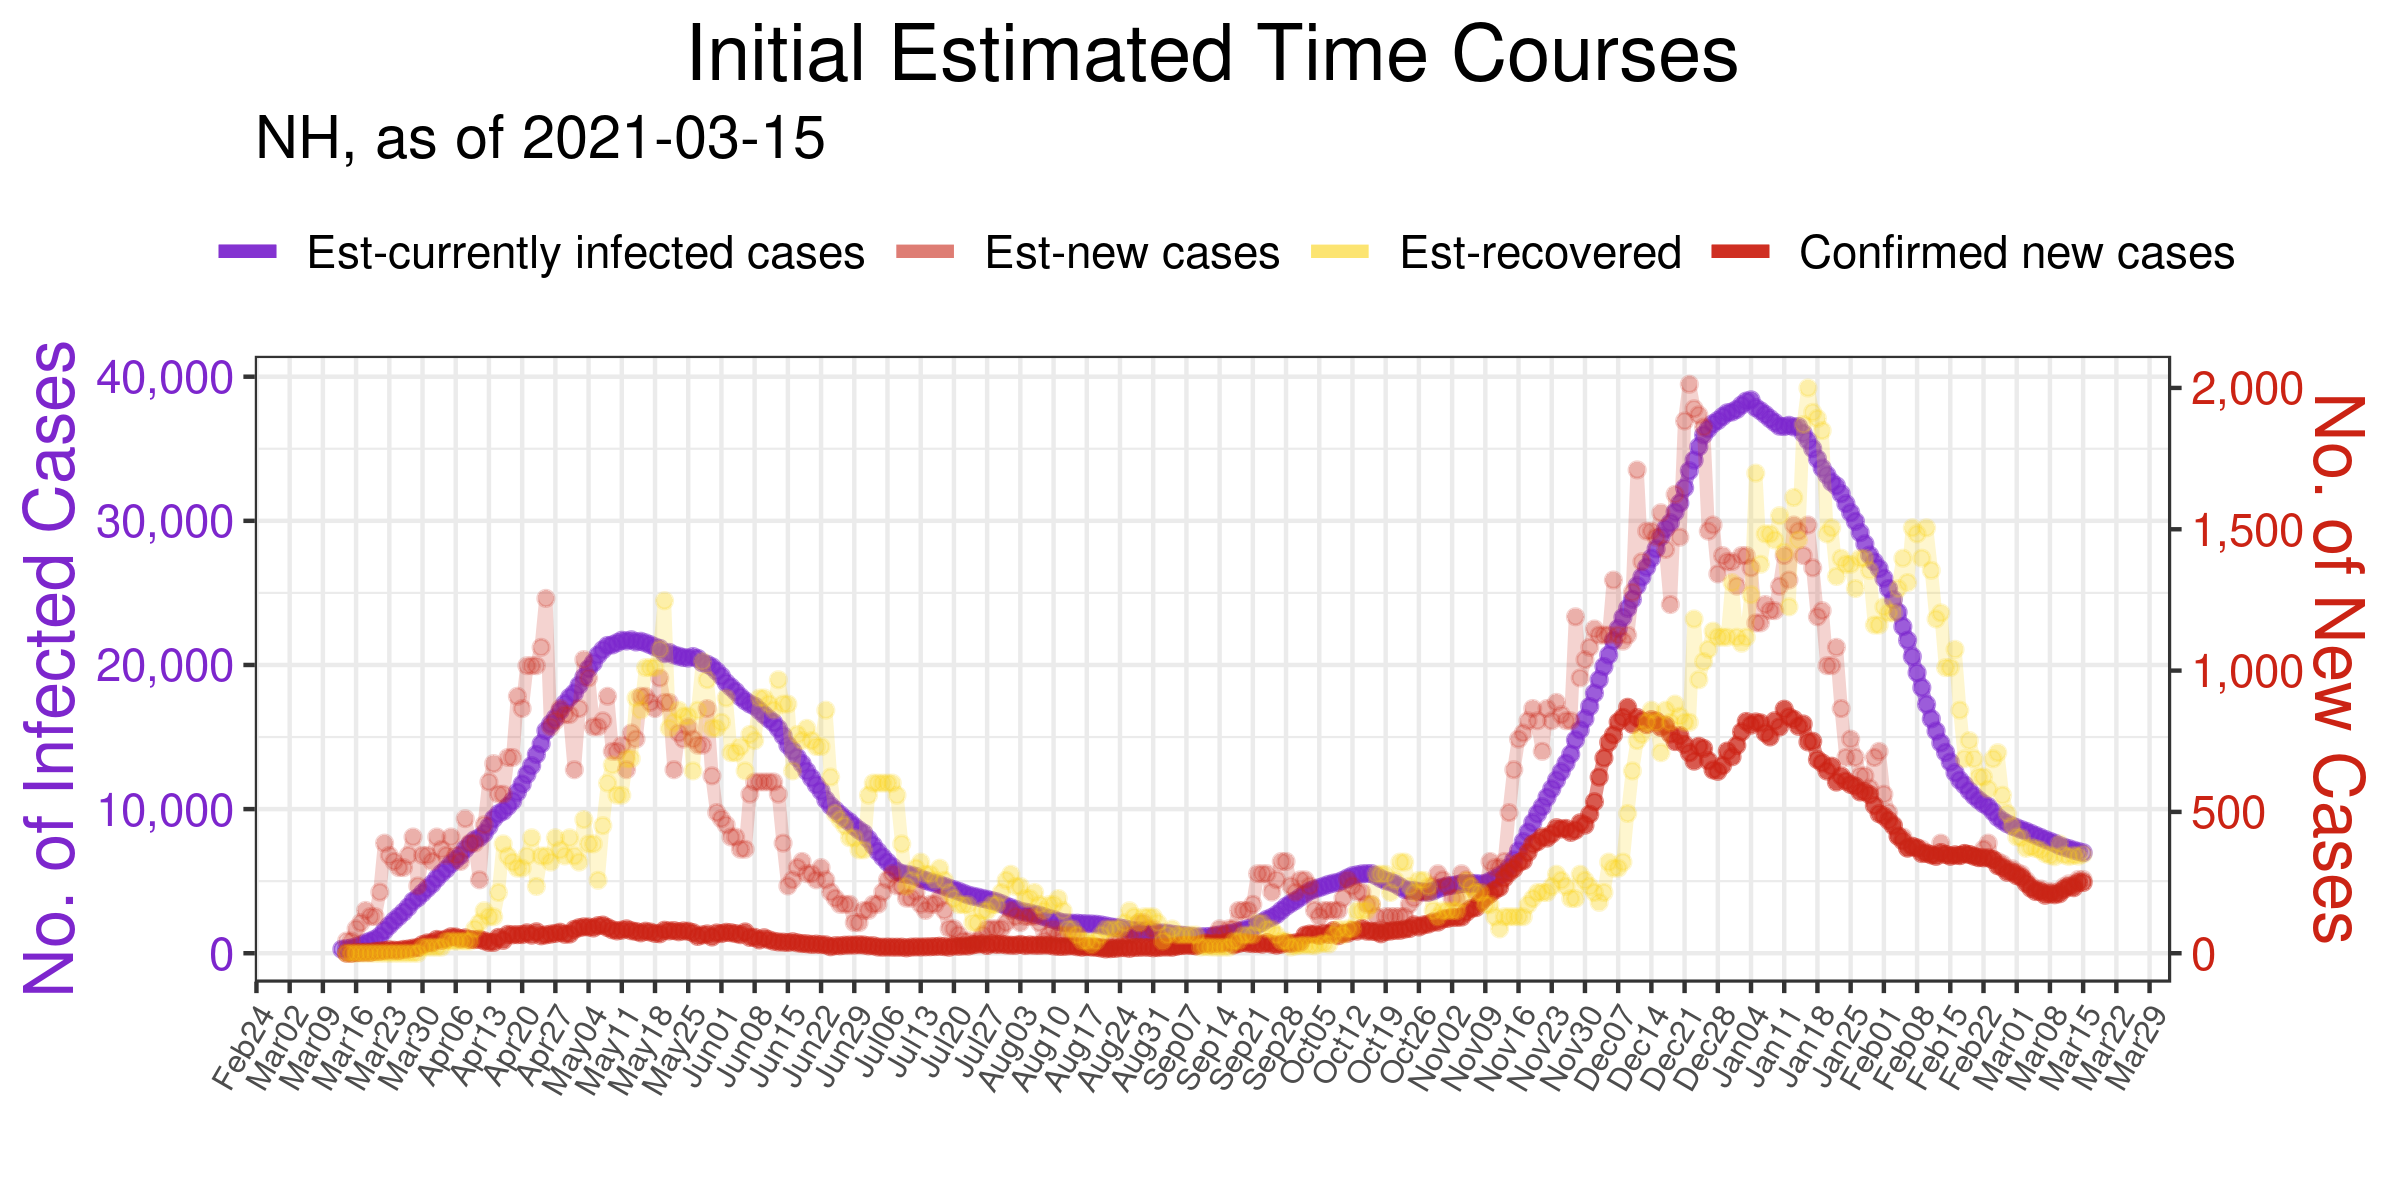 Initial Estimated Time Courses
NH, as of 2021-03-15
Est-currently infected cases Est-new cases Est-recovered Confirmed new cases
No. of Infected Cases
40,000
30,000
20,000
10,000
0
2,000
1,500
1,000
500
0
No. of New Cases
Feb24 Mar02 Mar09 Mar16 Mar23 Mar30 Apr06 Apr13 Apr20 Apr27 May04 May11 May18 May25 Jun01 Jun08 Jun15 Jun22 Jun29 Jul06 Jul13 Jul20 Jul27 Aug03 Aug10 Aug17 Aug24 Aug31 Sep07 Sep14 Sep21 Sep28 Oct05 Oct12 Oct19 Oct26 Nov02 Nov09 Nov16 Nov23 Nov30 Dec07 Dec14 Dec21 Dec28 Jan04 Jan11 Jan18 Jan25 Feb01 Feb08 Feb15 Feb22 Mar01 Mar08 Mar15 Mar22 Mar29